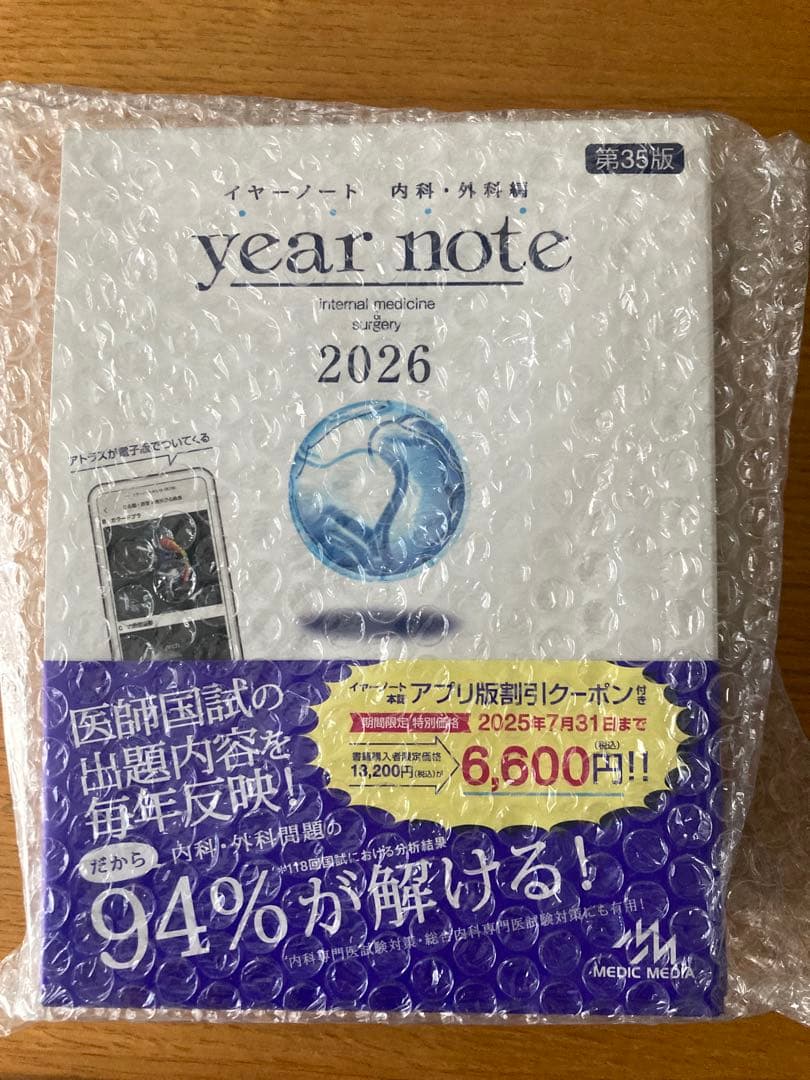 第35版
イヤーノート 内科・外科編
year note
internal medicine
&
surgery
2026
アトラスが電子版でついてくる
医師国試の
出題内容を
毎年反映!
だから
内科・外科問題の
※118回国試における分析結果
94%が解ける!
内科専門医試験対策・総合内科専門医試験対策にも有用!
イヤーノート
本誌
アプリ版割引クーポン付き
期間限定 特別価格 2025年7月31日まで
書籍購入者限定価格
13,200円(税込)が
6,600円!!
(税込)
MEDIC MEDIA